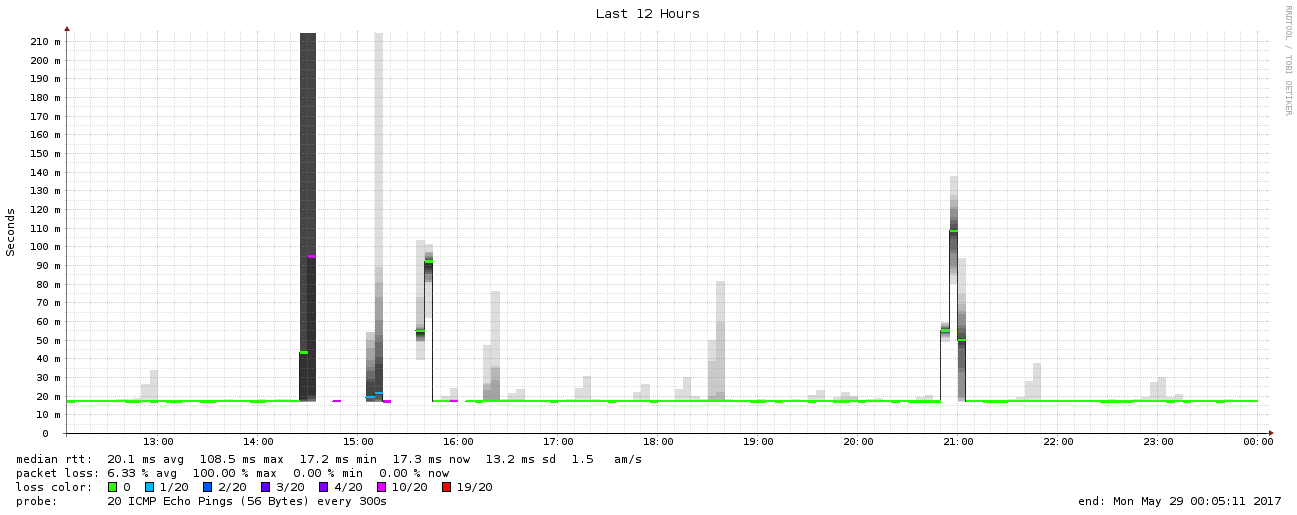 Last 12 Hours
RRDTOOL / TOBI OETIKER
Seconds
210 m
200 m
190 m
180 m
170 m
160 m
150 m
140 m
130 m
120 m
110 m
100 m
90 m
80 m
70 m
60 m
50 m
40 m
30 m
20 m
10 m
0
13:00 14:00 15:00 16:00 17:00 18:00 19:00 20:00 21:00 22:00 23:00 00:00
median rtt: 20.1 ms avg 108.5 ms max 17.2 ms min 17.3 ms now 13.2 ms sd 1.5 am/s
packet loss: 6.33 % avg 100.00 % max 0.00 % min 0.00 % now
loss color: 0 1/20 2/20 3/20 4/20 10/20 19/20
probe: 20 ICMP Echo Pings (56 Bytes) every 300s end: Mon May 29 00:05:11 2017